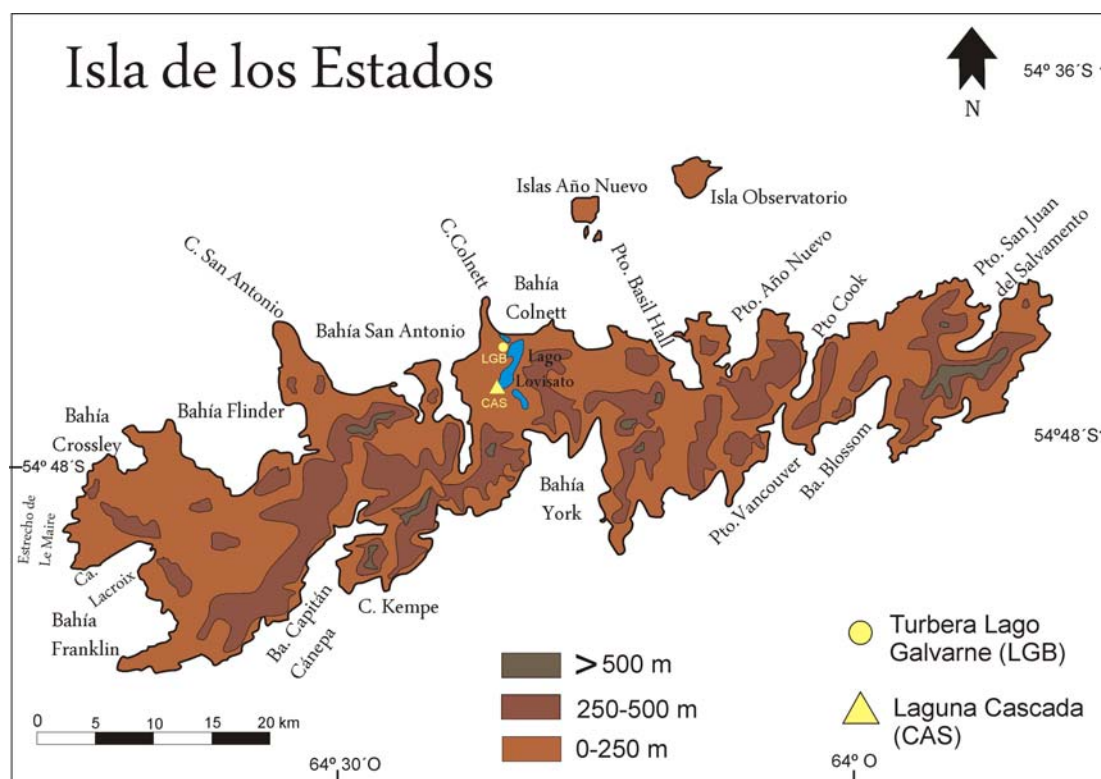 Isla de los Estados
54º 36´S
N
Islas Año Nuevo
Isla Observatorio
C. San Antonio
C.Colnett
Bahía
Colnett
Pto. Basil Hall
Pto. Año Nuevo
Pto Cook
Pto. San Juan
del Salvamento
Bahía San Antonio
LGB
Lago
Lovisato
CAS
Bahía Flinder
Bahía
Crossley
54º 48´S
54º 48´S
Estrecho de
Le Maire
Ca.
Lacroix
Bahía
Franklin
Ba. Capitán
Cánepa
C. Kempe
Bahía
York
Pto. Vancouver
Ba. Blossom
>500 m
250-500 m
0-250 m
Turbera Lago
Galvarne (LGB)
Laguna Cascada
(CAS)
0 5 10 15 20 km
64º 30 O
64º O